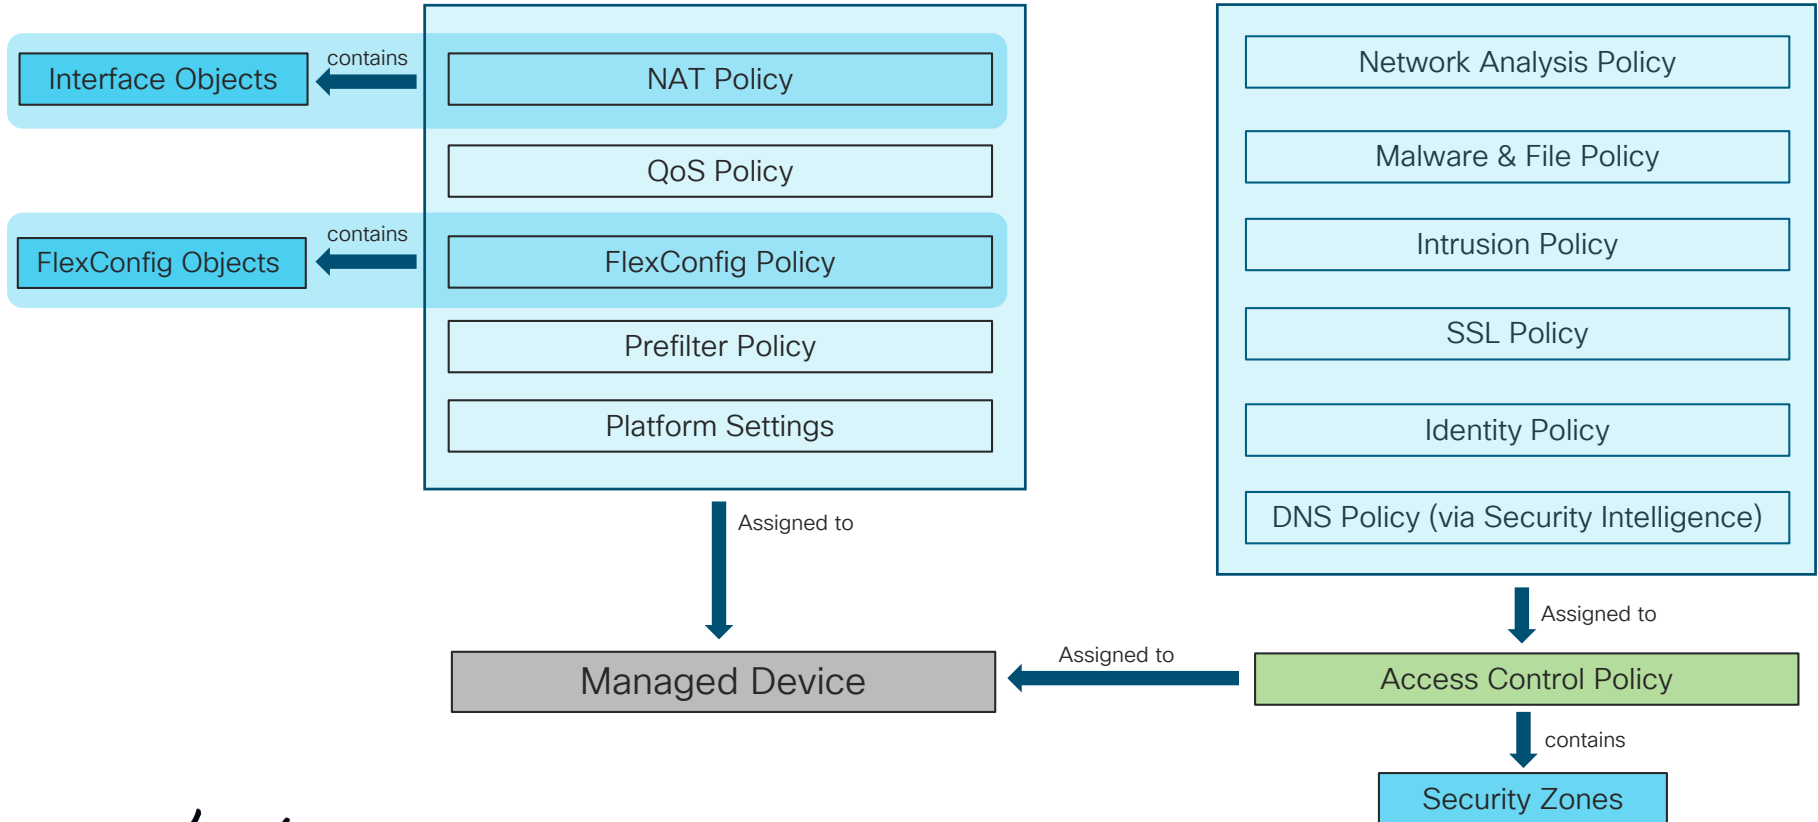 Interface Objects
contains
NAT Policy
QoS Policy
FlexConfig Objects
contains
FlexConfig Policy
Prefilter Policy
Platform Settings
Assigned to
Managed Device
Network Analysis Policy
Malware & File Policy
Intrusion Policy
SSL Policy
Identity Policy
DNS Policy (via Security Intelligence)
Assigned to
Assigned to
Access Control Policy
contains
Security Zones